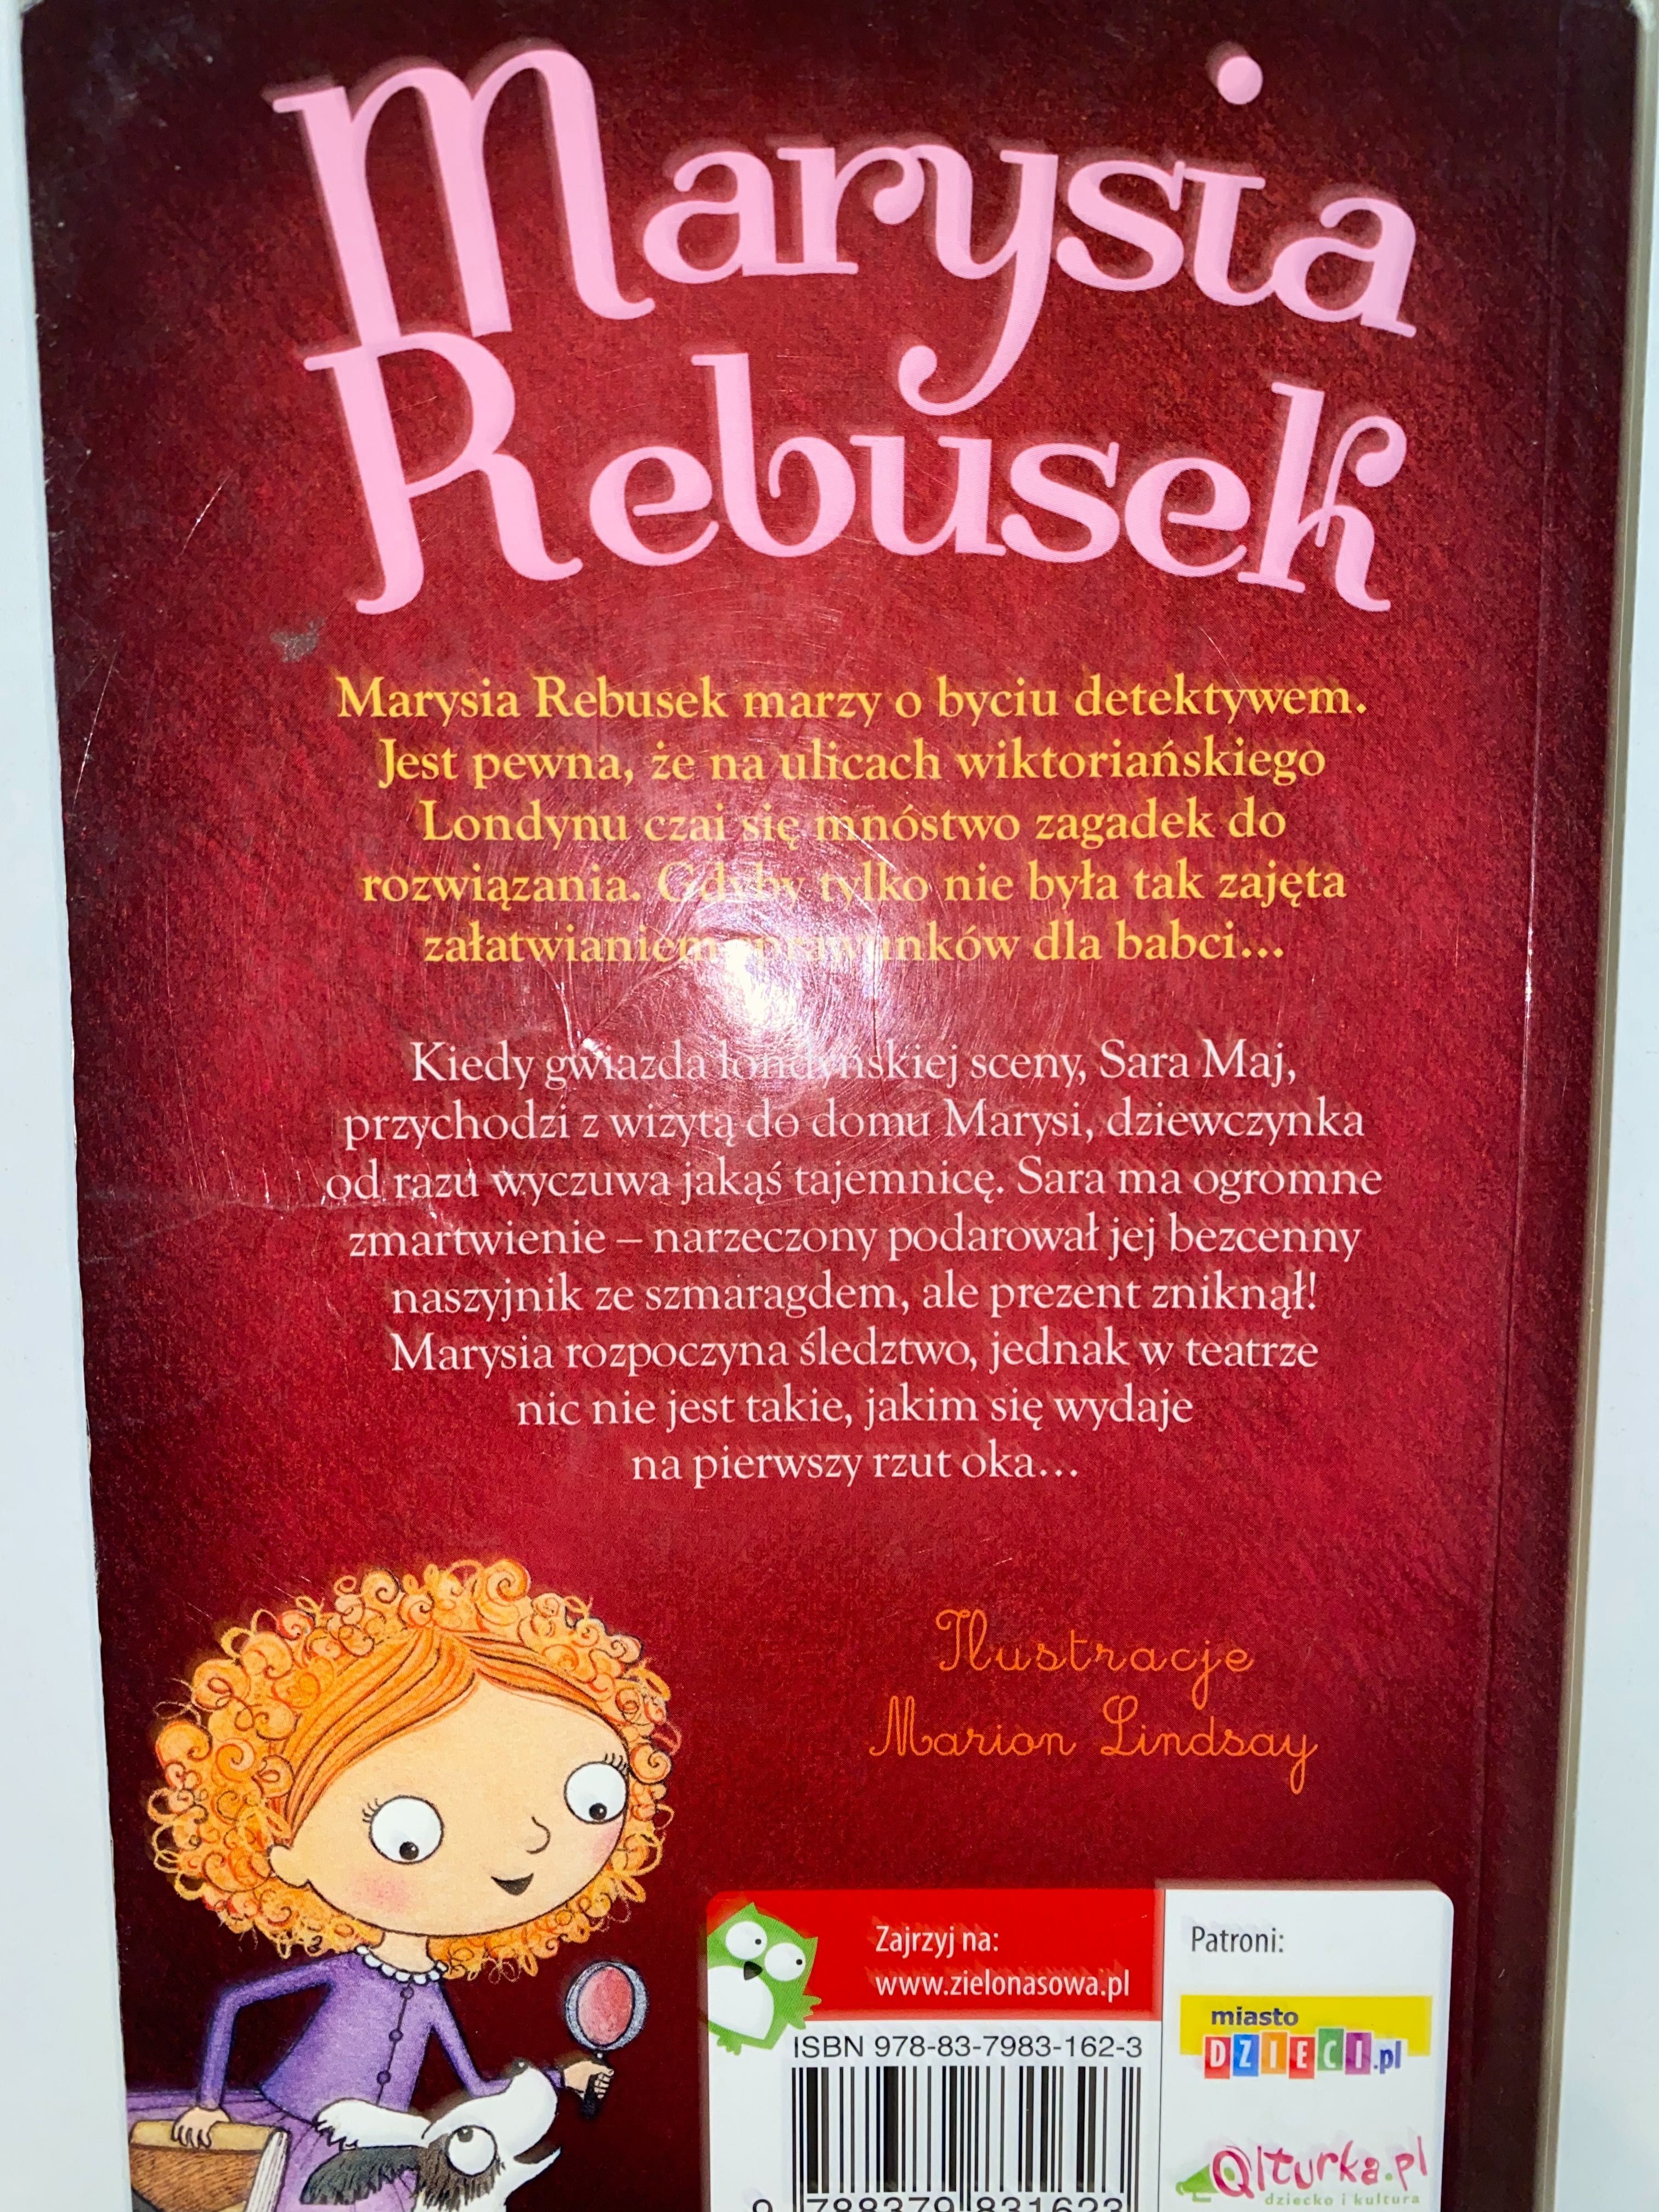 Marysia
Rebusek
Marysia Rebusek marzy o byciu detektywem.
Jest pewna, że na ulicach wiktoriańskiego
Londynu czai się mnóstwo zagadek do
rozwiązania. Gdyby tylko nie była tak zajęta
załatwianiem sprawunków dla babci...
Kiedy gwiazda londyńskiej sceny, Sara Maj,
przychodzi z wizytą do domu Marysi, dziewczynka
od razu wyczuwa jakąś tajemnicę. Sara ma ogromne
zmartwienie – narzeczony podarował jej bezcenny
naszyjnik ze szmaragdem, ale prezent zniknął!
Marysia rozpoczyna śledztwo, jednak w teatrze
nic nie jest takie, jakim się wydaje
na pierwszy rzut oka...
Ilustracje
Marion Lindsay
Zajrzyj na:
www.zielonasowa.pl
ISBN 978-83-7983-162-3
9 788379 831623
Patroni:
miasto
DZIECI.pl
Qlturka.pl
dziecko i kultura